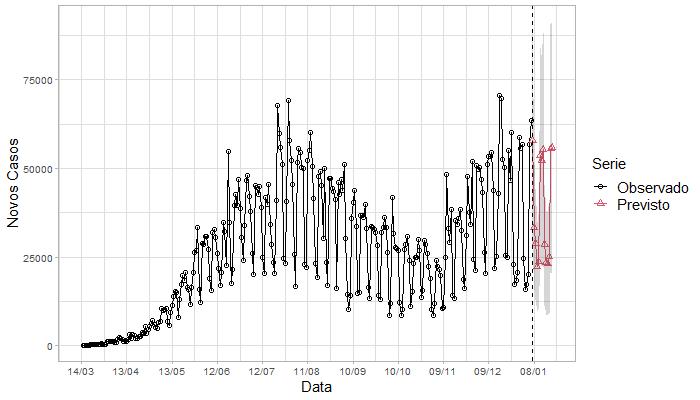 Novos Casos
75000
50000
25000
0
14/03 13/04 13/05 12/06 12/07 11/08 10/09 10/10 09/11 09/12 08/01
Data
Serie
Observado
Previsto